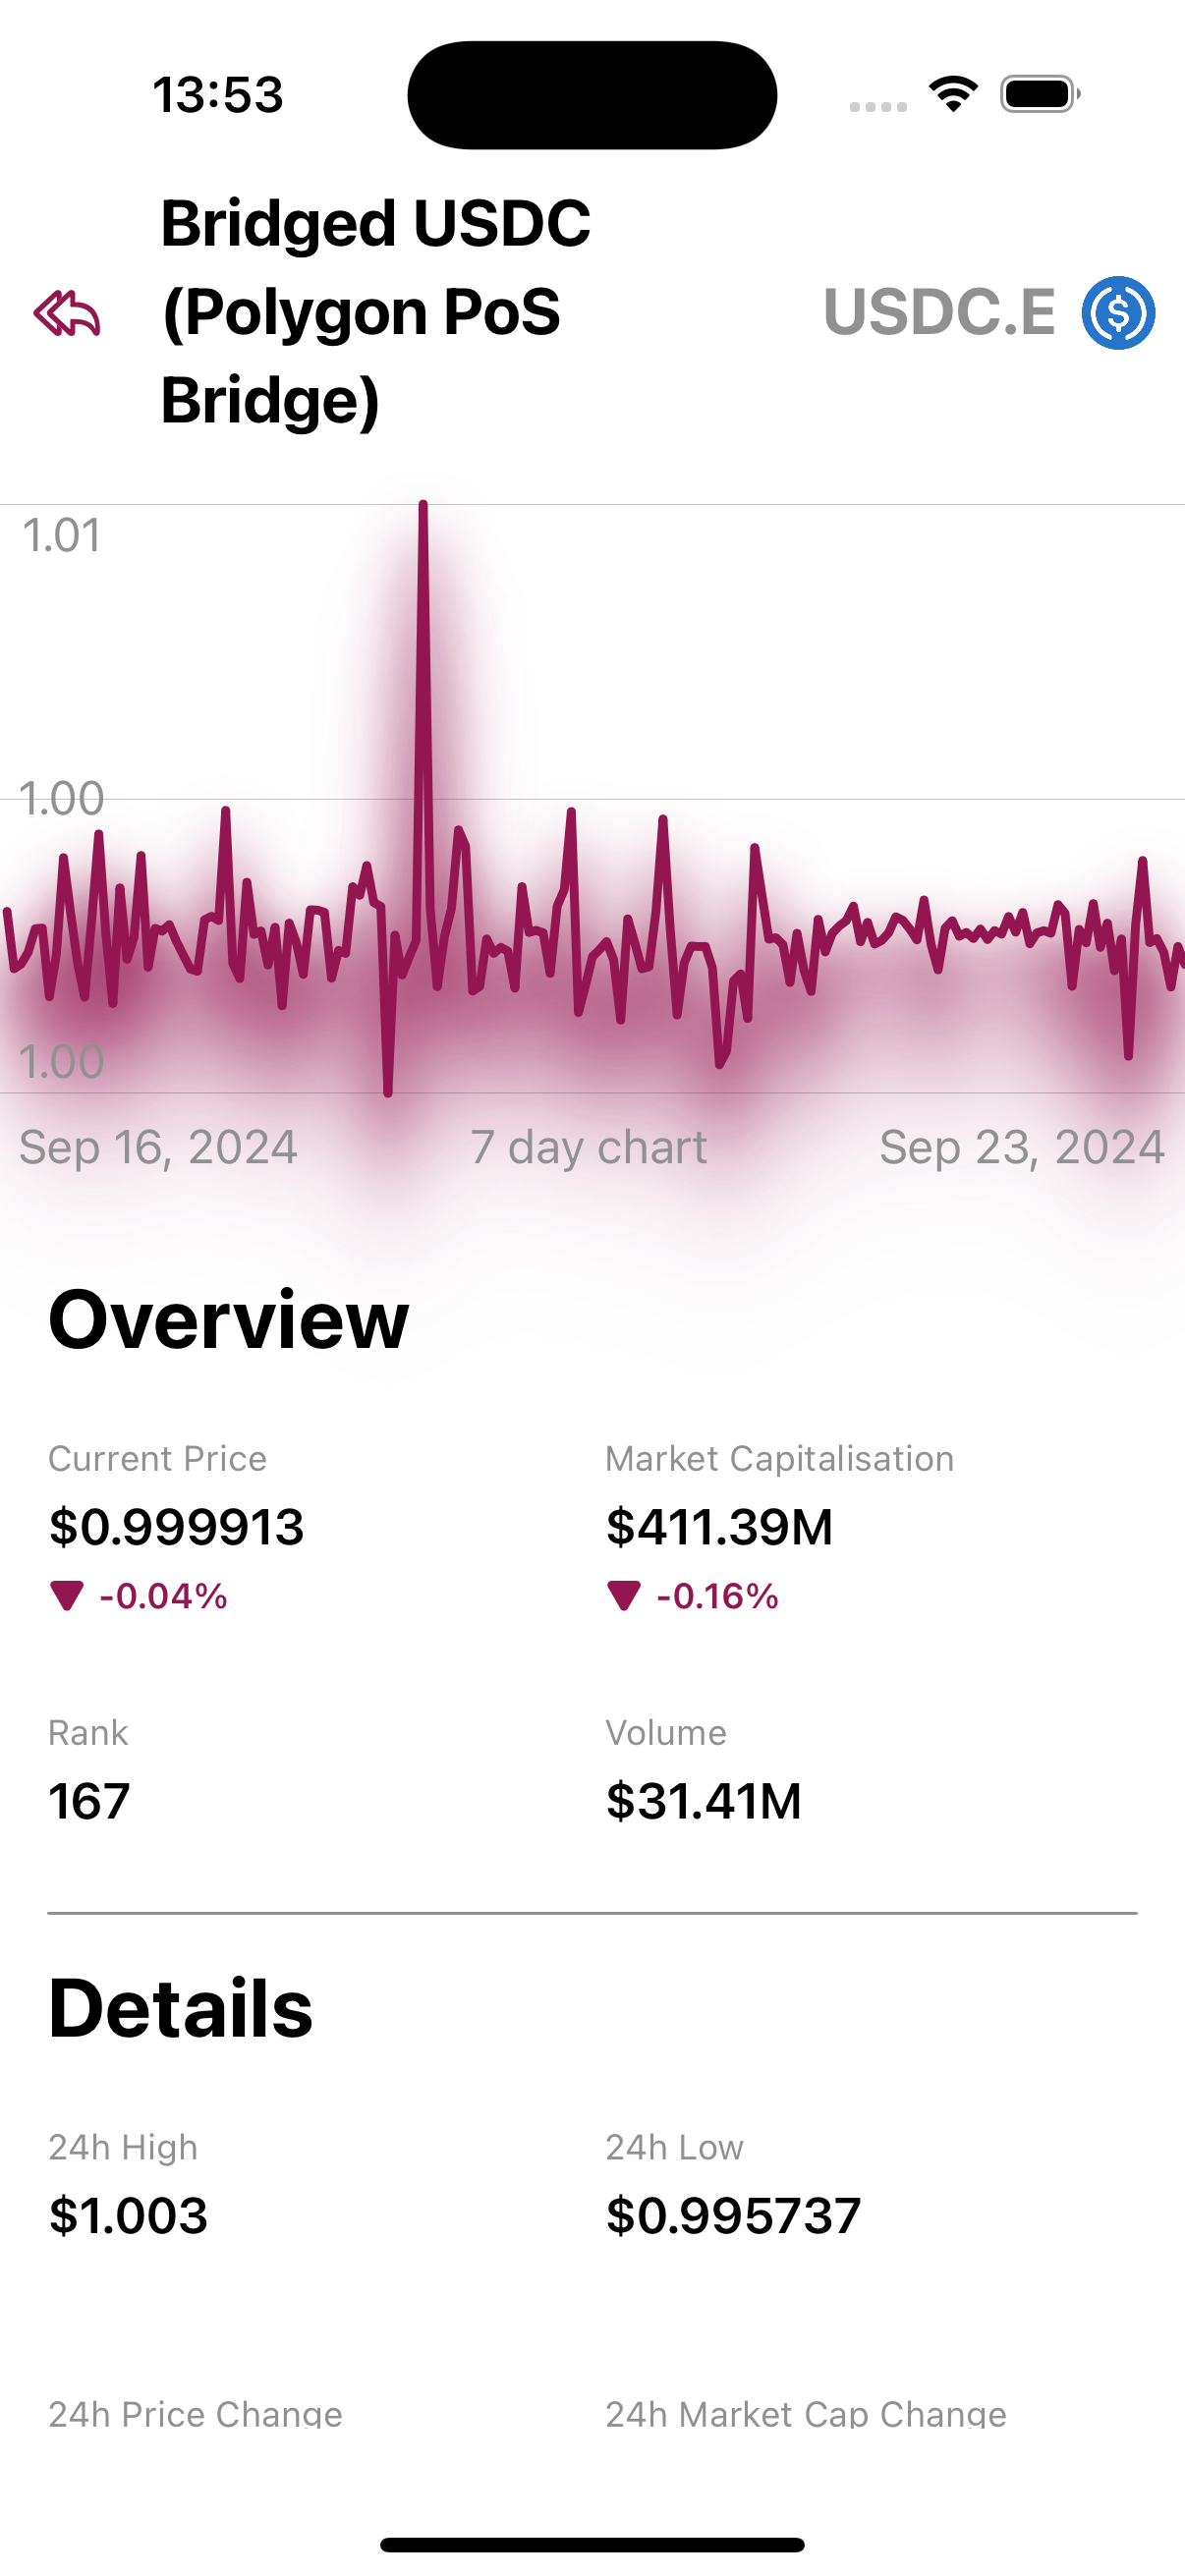 13:53
Bridged USDC
(Polygon PoS
Bridge)
USDC.E
1.01
1.00
1.00
Sep 16, 2024 7 day chart Sep 23, 2024
Overview
Current Price Market Capitalisation
$0.999913 $411.39M
-0.04% -0.16%
Rank Volume
167 $31.41M
Details
24h High 24h Low
$1.003 $0.995737
24h Price Change 24h Market Cap Change